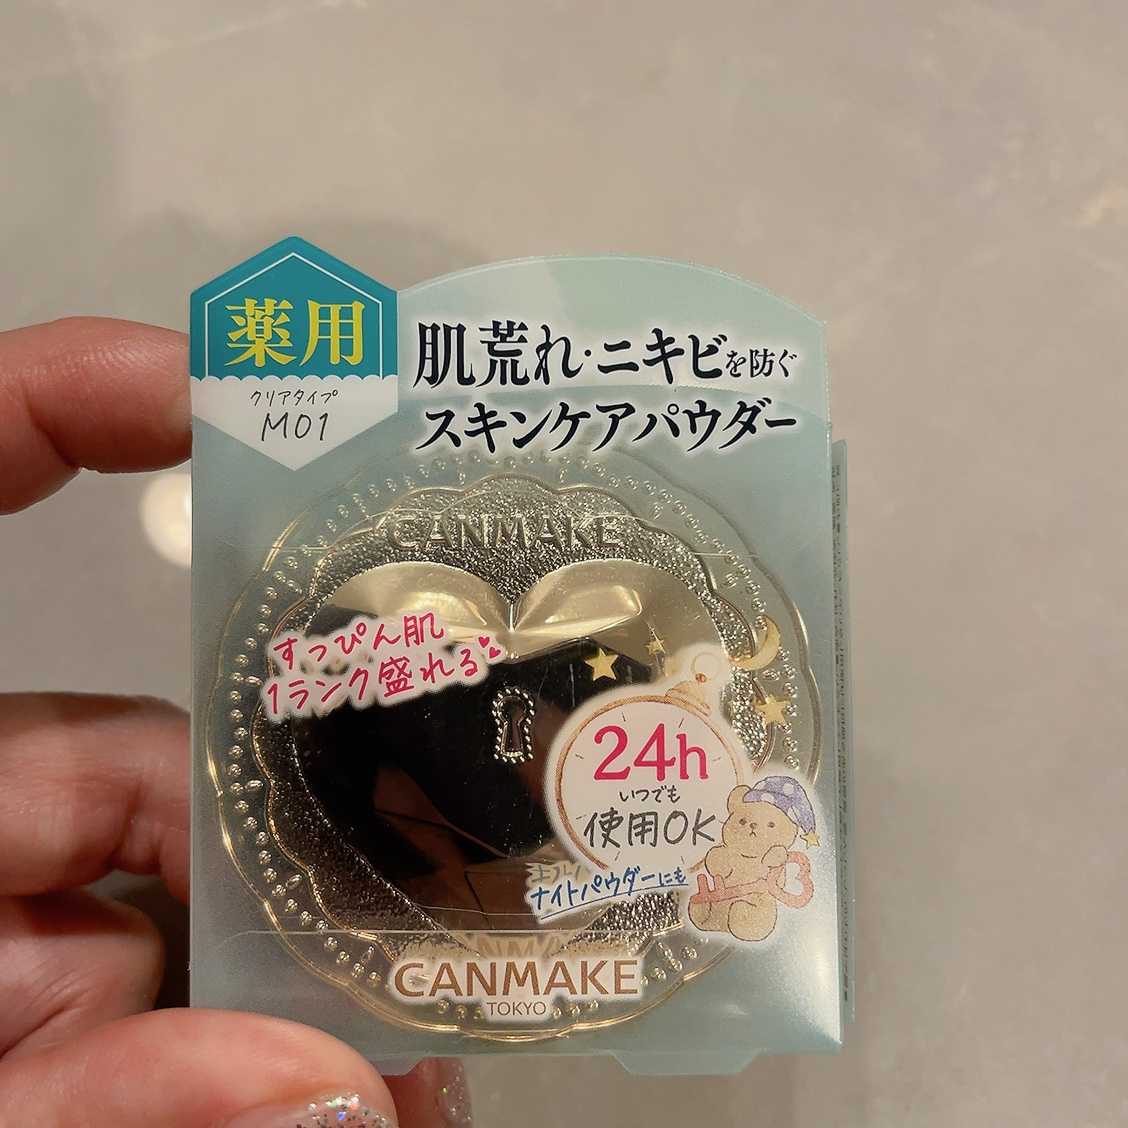 薬用
クリアタイプ
M01
肌荒れ・ニキビを防ぐ
スキンケアパウダー
CANMAKE
すっぴん肌
1ランク盛れる
24h
いつでも
使用OK
ナイトパウダーにも
CANMAKE
TOKYO